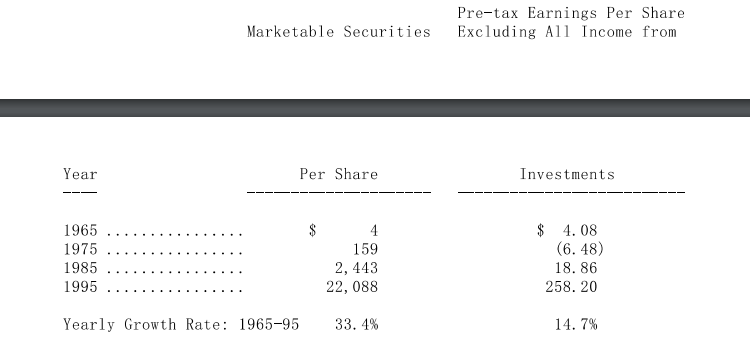 Pre-tax Earnings Per Share
Marketable Securities Excluding All Income from
Year Per Share Investments
1965 ................ $ 4 $ 4.08
1975 ................ 159 (6.48)
1985 ................ 2,443 18.86
1995 ................ 22,088 258.20
Yearly Growth Rate: 1965-95 33.4% 14.7%